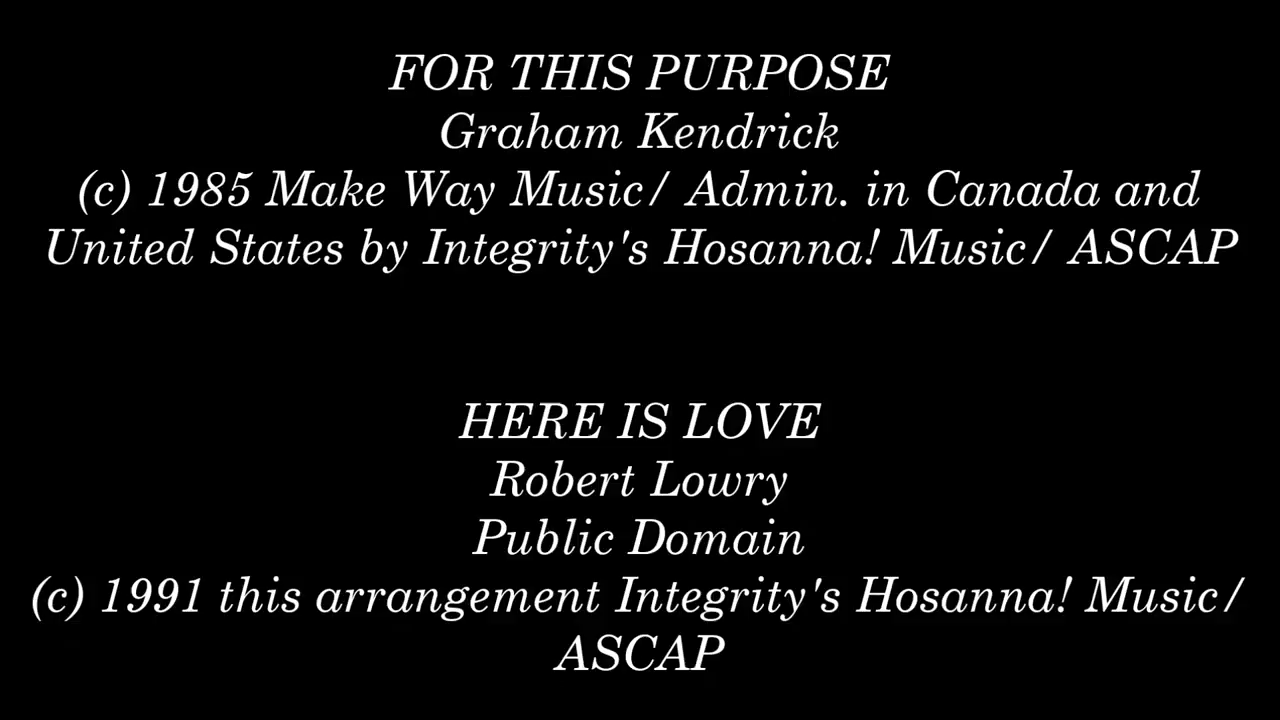 FOR THIS PURPOSE
Graham Kendrick
(c) 1985 Make Way Music/ Admin. in Canada and
United States by Integrity's Hosanna! Music/ ASCAP
HERE IS LOVE
Robert Lowry
Public Domain
(c) 1991 this arrangement Integrity's Hosanna! Music/
ASCAP